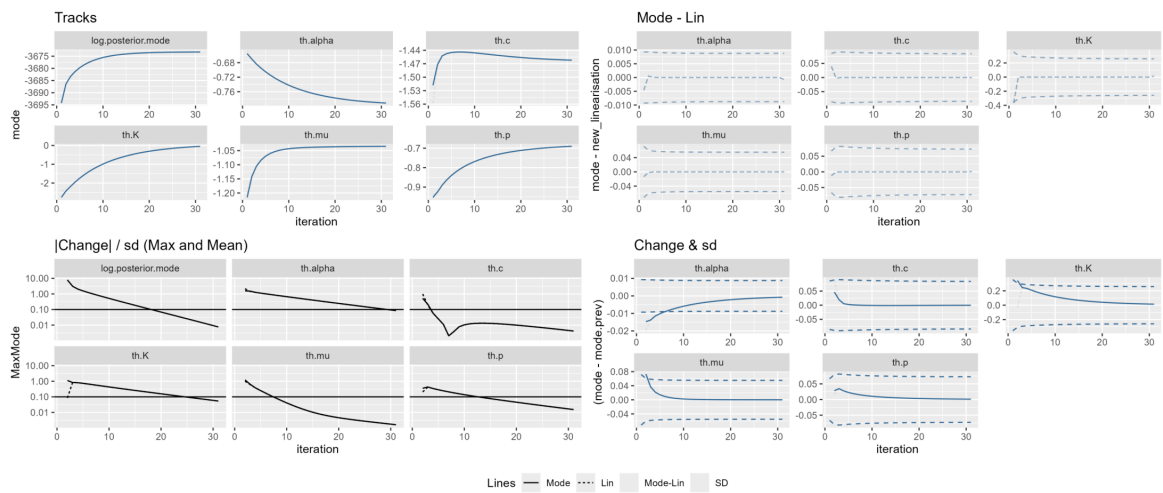 Tracks
log.posterior.mode
th.alpha
th.c
-3675
-3680
-3685
-3690
-3695
-0.68
-0.72
-0.76
-1.44
-1.47
-1.50
-1.53
-1.56
th.K
th.mu
th.p
0
-1
-2
-1.05
-1.10
-1.15
-1.20
-0.7
-0.8
-0.9
0 10 20 30
0 10 20 30
0 10 20 30
mode
iteration
Mode - Lin
th.alpha
th.c
th.K
0.010
0.005
0.000
-0.005
-0.010
0.05
0.00
-0.05
0.2
0.0
-0.2
-0.4
th.mu
th.p
0.04
0.00
-0.04
0.05
0.00
-0.05
0 10 20 30
0 10 20 30
0 10 20 30
mode - new_linearisation
iteration
|Change| / sd (Max and Mean)
log.posterior.mode
th.alpha
th.c
10.00
1.00
0.10
0.01
th.K
th.mu
th.p
10.00
1.00
0.10
0.01
0 10 20 30
0 10 20 30
0 10 20 30
MaxMode
iteration
Change & sd
th.alpha
th.c
th.K
0.01
0.00
-0.01
-0.02
0.05
0.00
-0.05
0.2
0.0
-0.2
th.mu
th.p
0.08
0.04
0.00
-0.04
0.05
0.00
-0.05
0 10 20 30
0 10 20 30
0 10 20 30
(mode - mode.prev)
iteration
Lines Mode Lin Mode-Lin SD